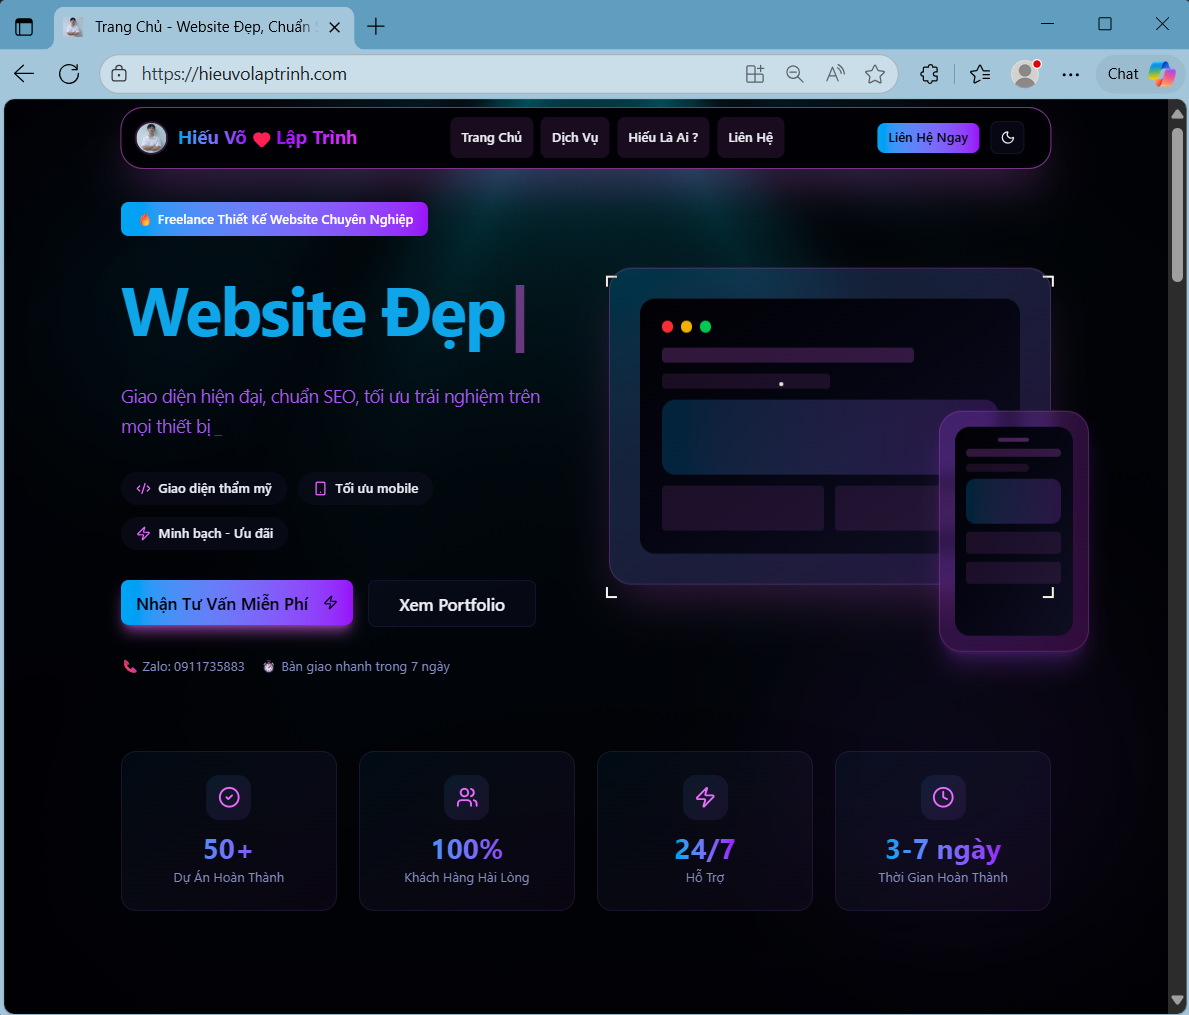 Trang Chủ - Website Đẹp, Chuẩn
https://hieuvolaptrinh.com
Chat
Hiếu Võ ❤️ Lập Trình
Trang Chủ
Dịch Vụ
Hiếu Là Ai ?
Liên Hệ
Liên Hệ Ngay
🔥 Freelance Thiết Kế Website Chuyên Nghiệp
Website Đẹp|
Giao diện hiện đại, chuẩn SEO, tối ưu trải nghiệm trên
mọi thiết bị _
Giao diện thẩm mỹ
Tối ưu mobile
Minh bạch - Ưu đãi
Nhận Tư Vấn Miễn Phí
Xem Portfolio
📞 Zalo: 0911735883
⏱️ Bàn giao nhanh trong 7 ngày
50+
Dự Án Hoàn Thành
100%
Khách Hàng Hài Lòng
24/7
Hỗ Trợ
3-7 ngày
Thời Gian Hoàn Thành